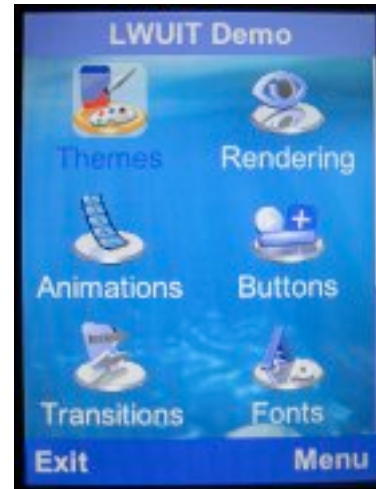 LWUIT Demo
Themes
Rendering
Animations
Buttons
Transitions
Fonts
Exit
Menu